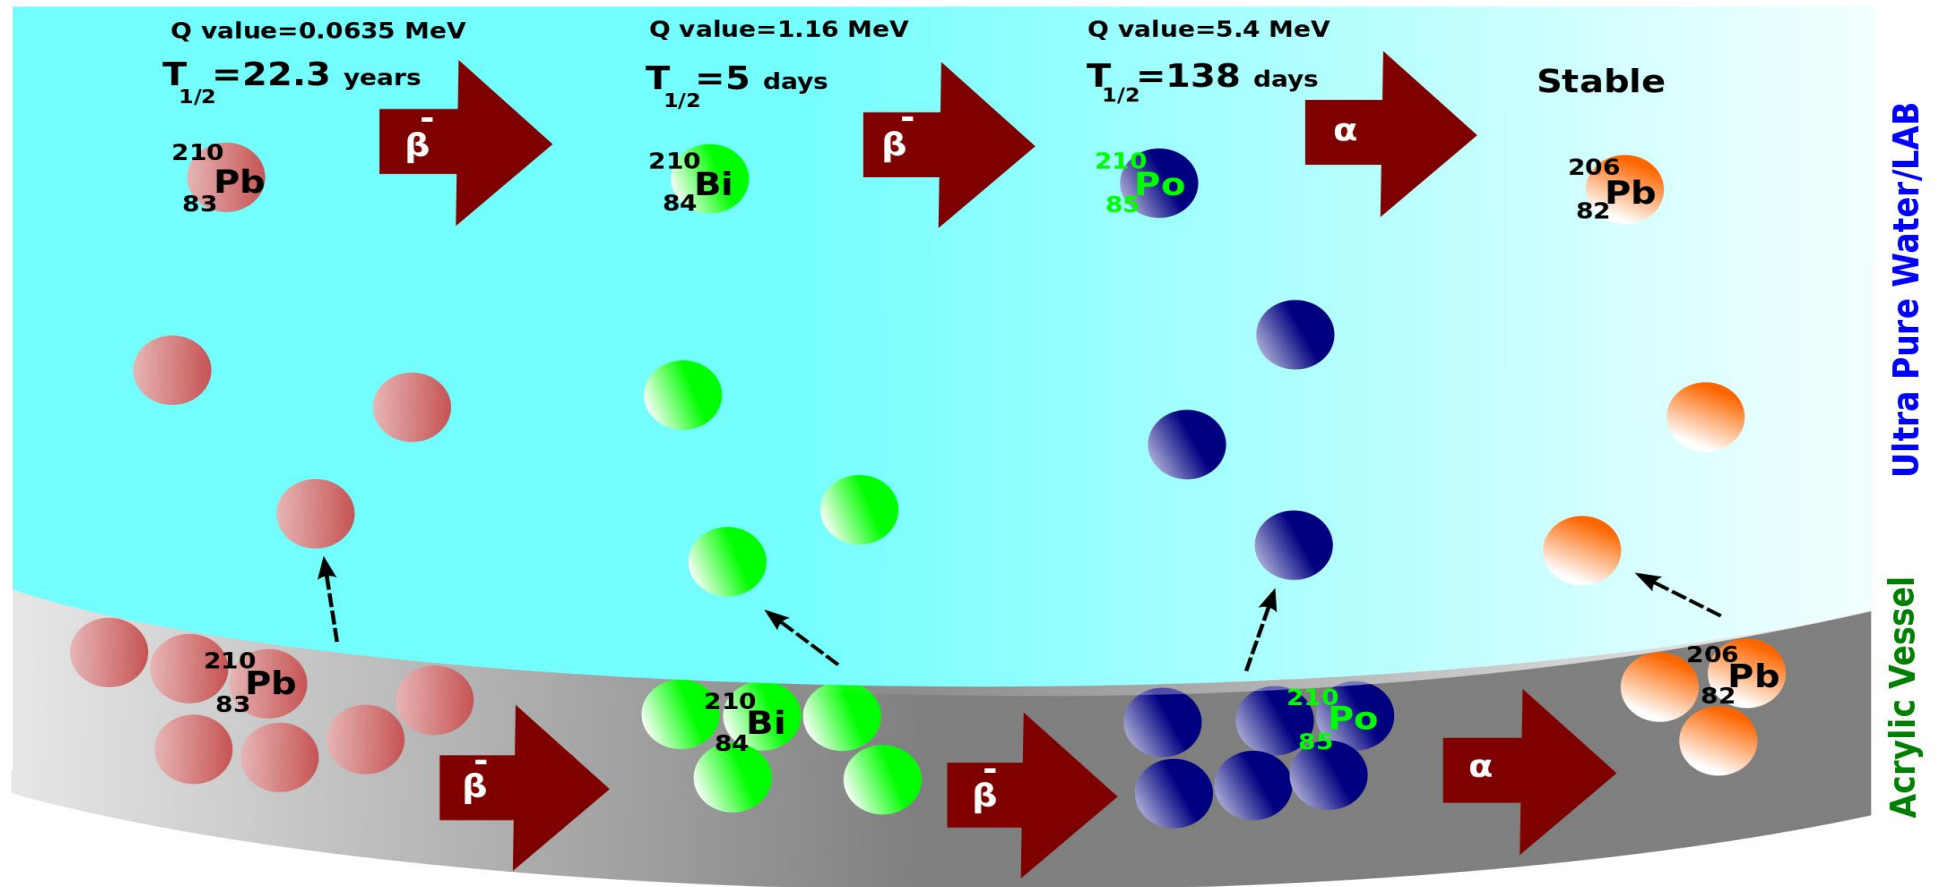 Q value=0.0635 MeV
T1/2=22.3 years
Q value=1.16 MeV
T1/2=5 days
Q value=5.4 MeV
T1/2=138 days
Stable
β-
β-
α
210
Pb
83
210
Bi
84
210
Po
85
206
Pb
82
Ultra Pure Water/LAB
210
Pb
83
210
Bi
84
210
Po
85
206
Pb
82
β-
β-
α
Acrylic Vessel